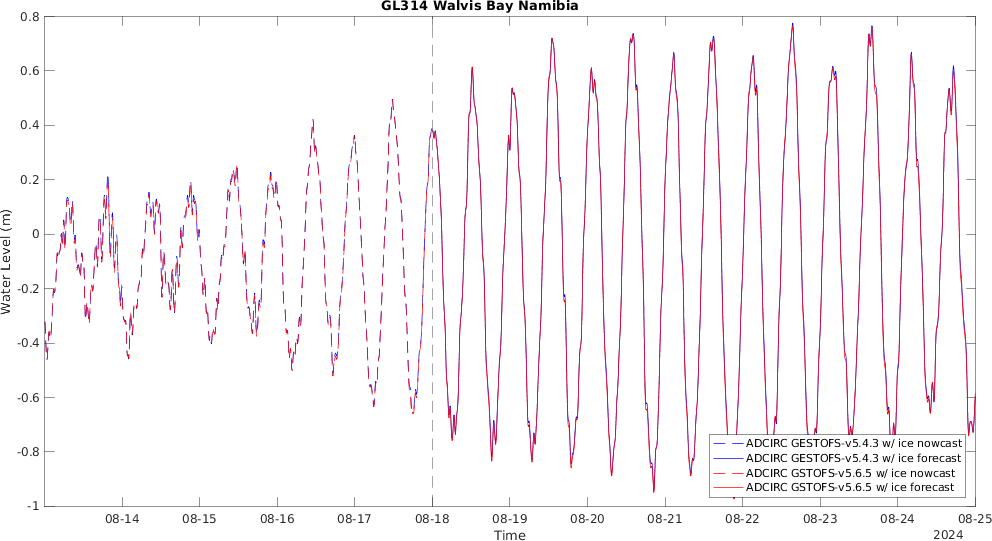 GL314 Walvis Bay Namibia
0.8
0.6
0.4
0.2
0
-0.2
-0.4
-0.6
-0.8
-1
Water Level (m)
ADCIRC GESTOFS-v5.4.3 w/ ice nowcast
ADCIRC GESTOFS-v5.4.3 w/ ice forecast
ADCIRC GSTOFS-v5.6.5 w/ ice nowcast
ADCIRC GSTOFS-v5.6.5 w/ ice forecast
08-14 08-15 08-16 08-17 08-18 08-19 08-20 08-21 08-22 08-23 08-24 08-25
Time
2024